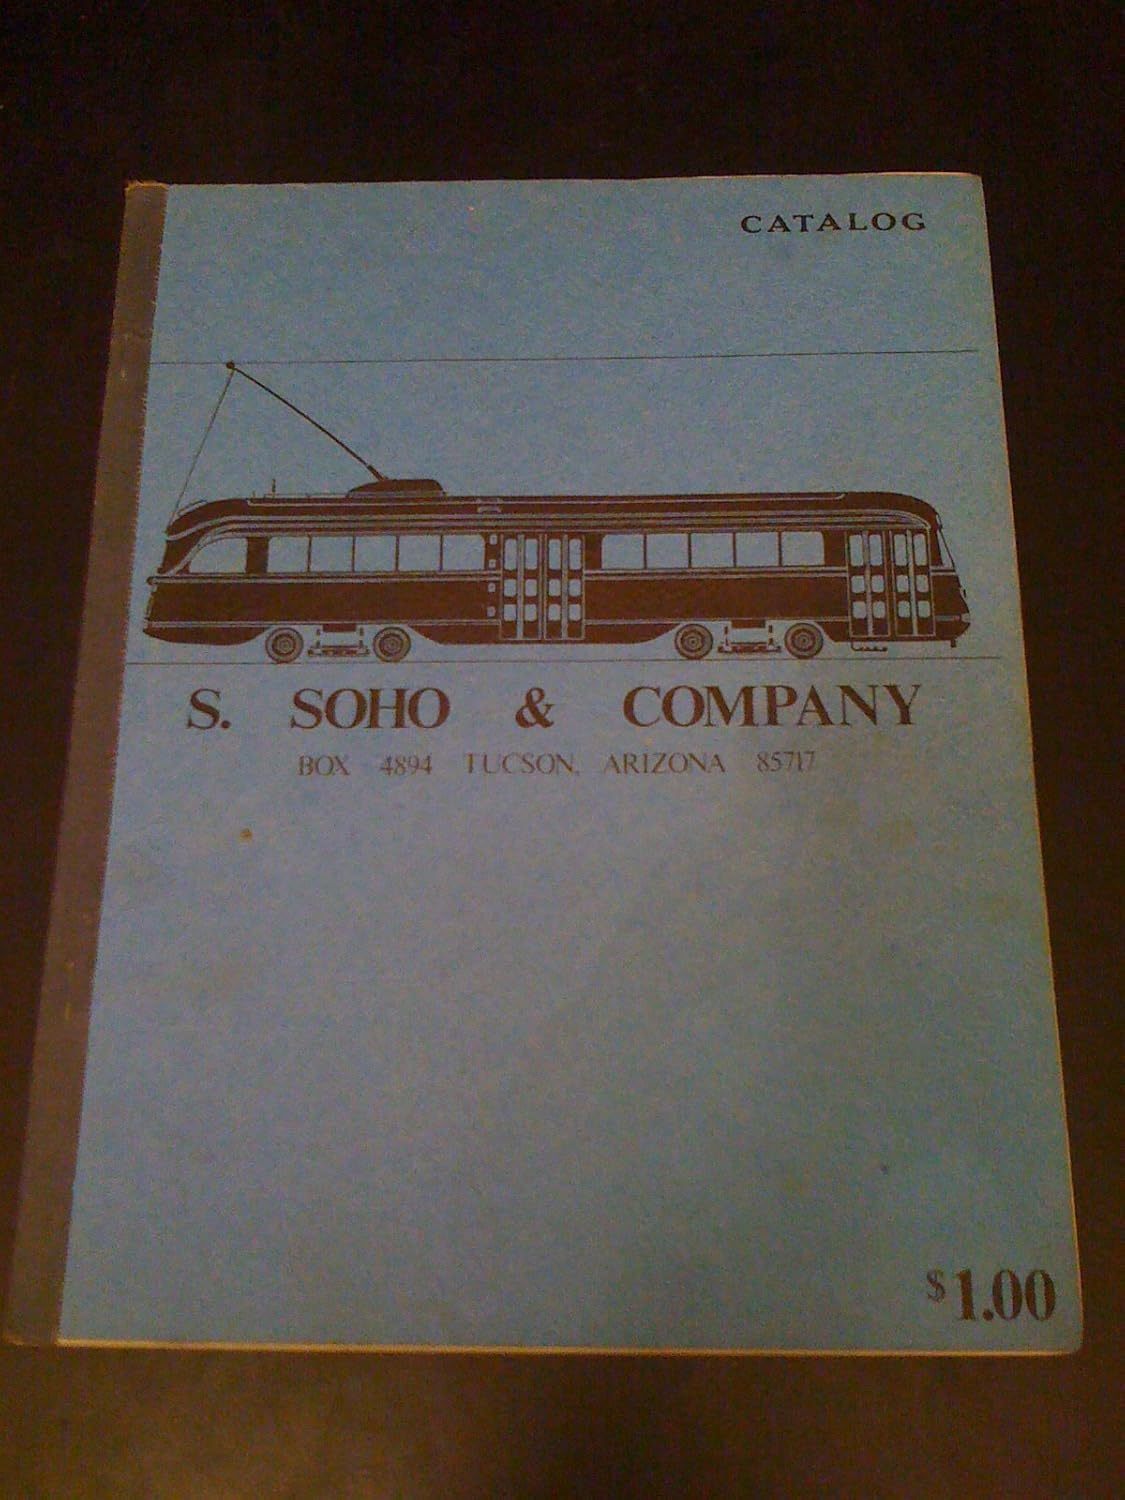 CATALOG
S. SOHO & COMPANY
BOX 4894 TUCSON, ARIZONA 85717
$1.00